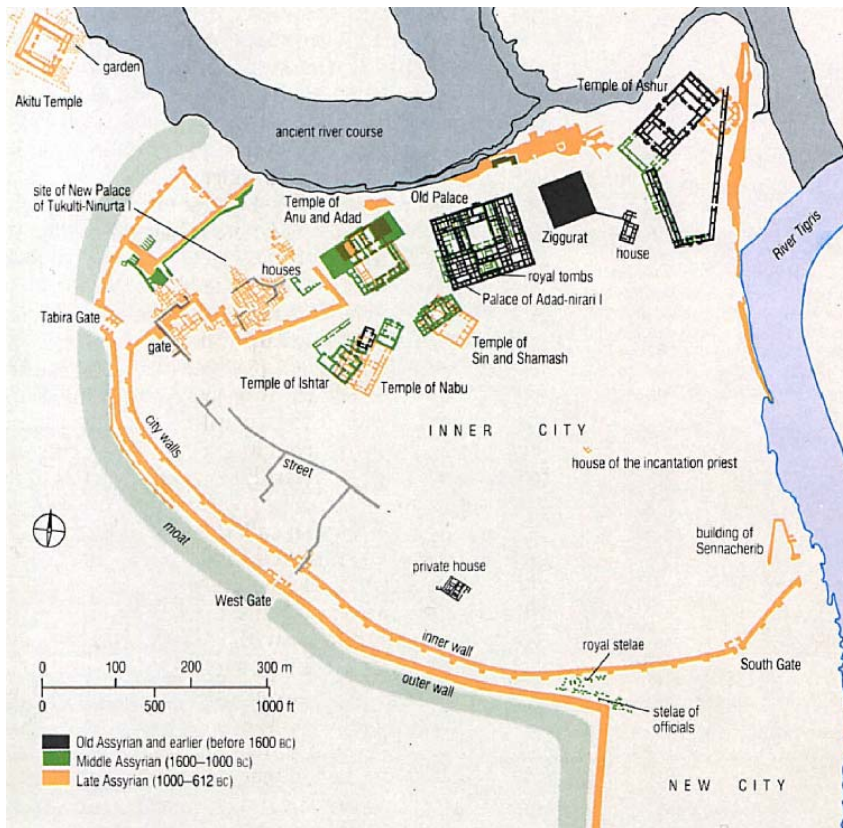 garden
Akitu Temple
ancient river course
Temple of Ashur
site of New Palace
of Tukulti-Ninurta I
Temple of
Anu and Adad
Old Palace
Ziggurat
house
River Tigris
houses
royal tombs
Palace of Adad-nirari I
Tabira Gate
gate
Temple of
Sin and Shamash
Temple of Ishtar
Temple of Nabu
INNER CITY
city walls
street
house of the incantation priest
moat
building of
Sennacherib
private house
West Gate
inner wall
royal stelae
South Gate
outer wall
stelae of
officials
0 100 200 300 m
0 500 1000 ft
Old Assyrian and earlier (before 1600 BC)
Middle Assyrian (1600–1000 BC)
Late Assyrian (1000–612 BC)
NEW CITY